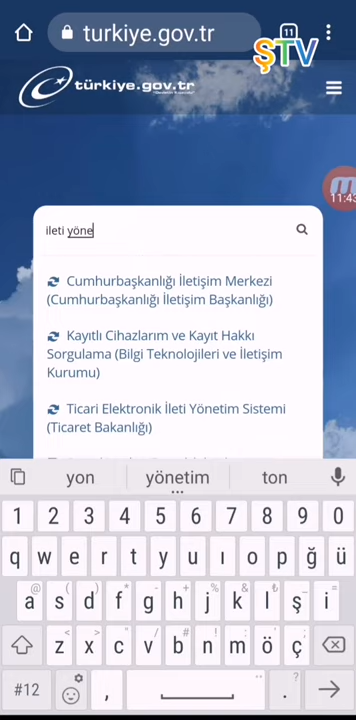 turkiye.gov.tr
11
ŞTV
türkiye.gov.tr
11:43
ileti yöne
Cumhurbaşkanlığı İletişim Merkezi
(Cumhurbaşkanlığı İletişim Başkanlığı)
Kayıtlı Cihazlarım ve Kayıt Hakkı
Sorgulama (Bilgi Teknolojileri ve İletişim
Kurumu)
Ticari Elektronik İleti Yönetim Sistemi
(Ticaret Bakanlığı)
yon yönetim ton
1 2 3 4 5 6 7 8 9 0
q w e r t y u ı o p ğ ü
@ ( ) * - + % & ₺ _ =
a s d f g h j k l ş i
< > " / # ! ;
z x c v b n m ö ç
!#12 , . ?